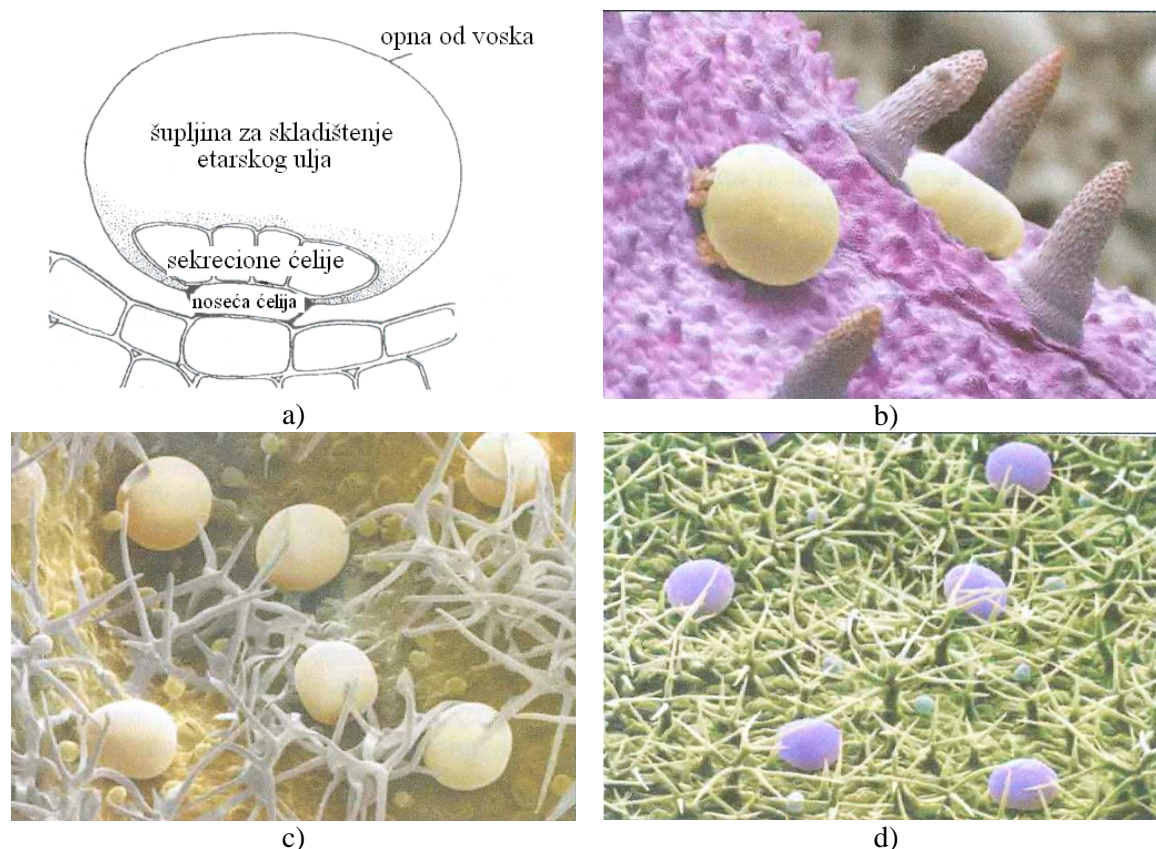 opna od voska
šupljina za skladištenje
etarskog ulja
sekrecione ćelije
noseća ćelija
a)
b)
c)
d)